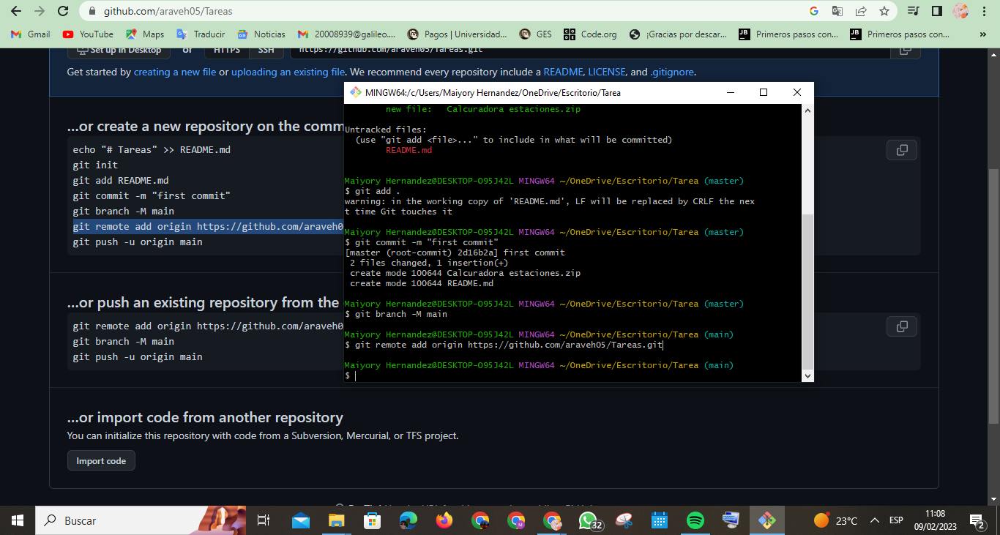 github.com/araveh05/Tareas
Gmail
YouTube
Maps
Traducir
Noticias
20008939@galileo....
Pagos | Universidad...
GES
Code.org
¡Gracias por descar...
Primeros pasos con...
Primeros pasos con...
»
Set up in Desktop
or
HTTPS
SSH
https://github.com/araveh05/Tareas.git
Get started by creating a new file or uploading an existing file. We recommend every repository include a README, LICENSE, and .gitignore.
...or create a new repository on the comm
echo "# Tareas" >> README.md
git init
git add README.md
git commit -m "first commit"
git branch -M main
git remote add origin https://github.com/araveh0
git push -u origin main
...or push an existing repository from the
git remote add origin https://github.com/araveh0
git branch -M main
git push -u origin main
...or import code from another repository
You can initialize this repository with code from a Subversion, Mercurial, or TFS project.
Import code
MINGW64:/c/Users/Maiyory Hernandez/OneDrive/Escritorio/Tarea
new file:   Calcuradora estaciones.zip
Untracked files:
(use "git add <file>..." to include in what will be committed)
README.md
Maiyory Hernandez@DESKTOP-O95J42L MINGW64 ~/OneDrive/Escritorio/Tarea (master)
$ git add .
warning: in the working copy of 'README.md', LF will be replaced by CRLF the nex
t time Git touches it
Maiyory Hernandez@DESKTOP-O95J42L MINGW64 ~/OneDrive/Escritorio/Tarea (master)
$ git commit -m "first commit"
[master (root-commit) 2d16b2a] first commit
2 files changed, 1 insertion(+)
create mode 100644 Calcuradora estaciones.zip
create mode 100644 README.md
Maiyory Hernandez@DESKTOP-O95J42L MINGW64 ~/OneDrive/Escritorio/Tarea (master)
$ git branch -M main
Maiyory Hernandez@DESKTOP-O95J42L MINGW64 ~/OneDrive/Escritorio/Tarea (main)
$ git remote add origin https://github.com/araveh05/Tareas.git
Maiyory Hernandez@DESKTOP-O95J42L MINGW64 ~/OneDrive/Escritorio/Tarea (main)
$
Buscar
32
23°C
ESP
11:08
09/02/2023
2